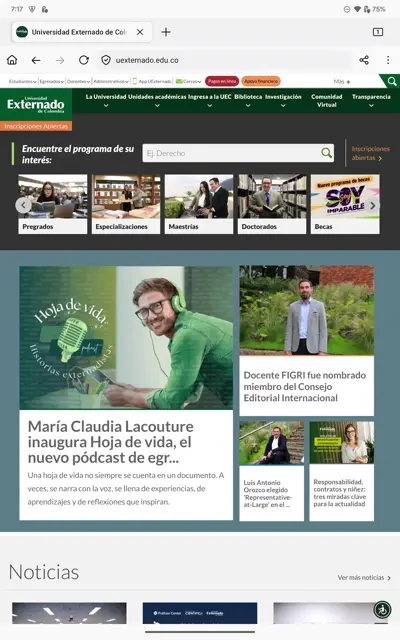 7:17
75%
Universidad Externado de Col
1
uexternado.edu.co
Estudiantes
Egresados
Docentes
Administrativos
App UExternado
Correo
Pagos en línea
Apoyo financiero
Más
Universidad
Externado
de Colombia
La Universidad
Unidades académicas
Ingresa a la UEC
Biblioteca
Investigación
Comunidad
Virtual
Transparencia
Inscripciones Abiertas
Encuentre el programa de su
interés:
Ej. Derecho
Inscripciones
abiertas
Nuevo programa de becas
SOY
IMPARABLE
Pregrados
Especializaciones
Maestrías
Doctorados
Becas
Hoja de vida
podcast
Historias externadistas
María Claudia Lacouture
inaugura Hoja de vida, el
nuevo pódcast de egr...
Una hoja de vida no siempre se cuenta en un documento. A
veces, se narra con la voz, se llena de experiencias, de
aprendizajes y de reflexiones que inspiran.
Docente FIGRI fue nombrado
miembro del Consejo
Editorial Internacional
Luis Antonio
Orozco elegido
'Representative-
at-Large' en el ...
Responsabilidad,
contratos y niñez:
tres miradas clave
para la actualidad
Noticias
Ver más noticias